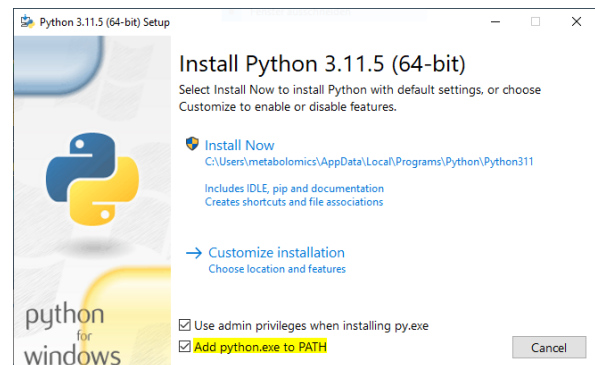 Python 3.11.5 (64-bit) Setup
Install Python 3.11.5 (64-bit)
Select Install Now to install Python with default settings, or choose
Customize to enable or disable features.
Install Now
C:\Users\metabolomics\AppData\Local\Programs\Python\Python311
Includes IDLE, pip and documentation
Creates shortcuts and file associations
Customize installation
Choose location and features
python
for
windows
Use admin privileges when installing py.exe
Add python.exe to PATH
Cancel